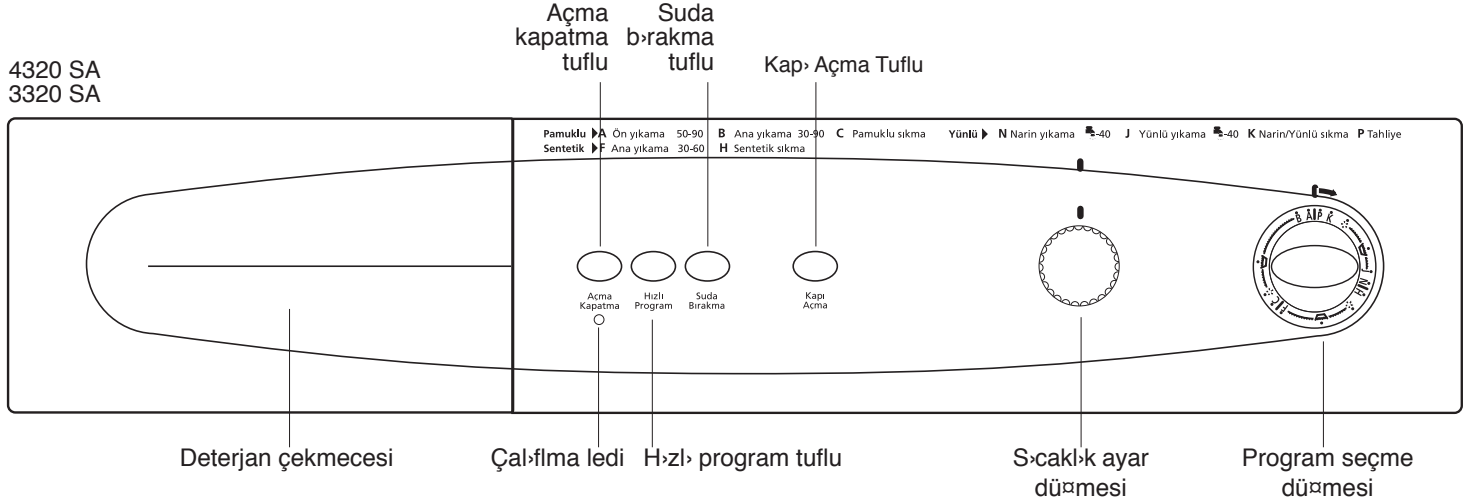 Açma
kapatma
tuflu
Suda
b›rakma
tuflu
Kap› Açma Tuflu
4320 SA
3320 SA
Pamuklu A Ön yıkama 50-90 B Ana yıkama 30-90 C Pamuklu sıkma Yünlü N Narin yıkama -40 J Yünlü yıkama -40 K Narin/Yünlü sıkma P Tahliye
Sentetik F Ana yıkama 30-60 H Sentetik sıkma
B A P K
J N H
F C
Açma
Kapatma
Hızlı
Program
Suda
Bırakma
Kapı
Açma
Deterjan çekmecesi
Çal›flma ledi
H›zl› program tuflu
S›cakl›k ayar
dü¤mesi
Program seçme
dü¤mesi